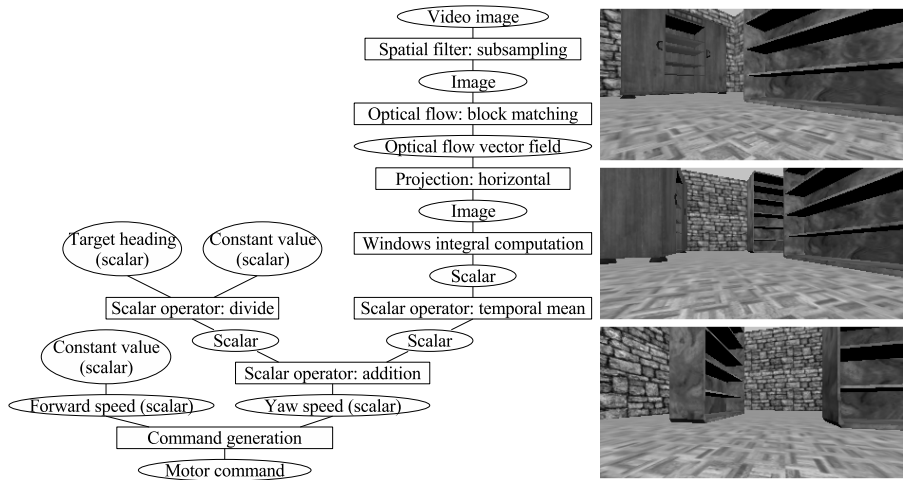 Video image
Spatial filter: subsampling
Image
Optical flow: block matching
Optical flow vector field
Projection: horizontal
Image
Windows integral computation
Target heading
(scalar)
Constant value
(scalar)
Scalar
Scalar operator: divide
Scalar operator: temporal mean
Scalar
Scalar
Constant value
(scalar)
Scalar operator: addition
Forward speed (scalar)
Yaw speed (scalar)
Command generation
Motor command